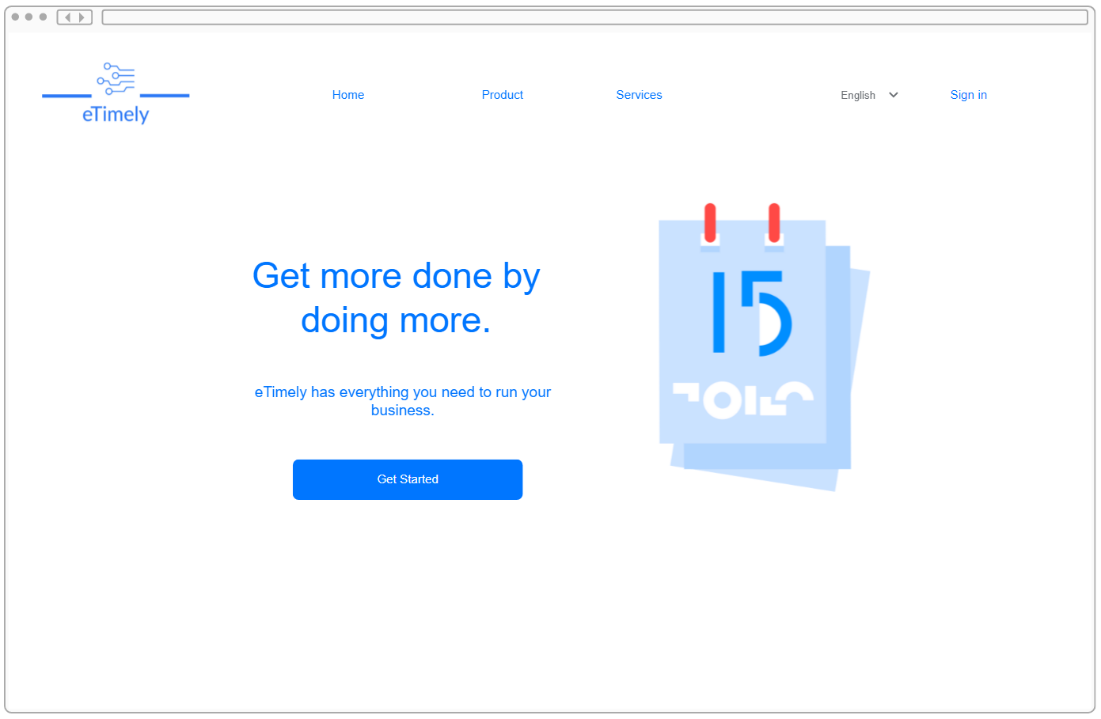 eTimely
Home
Product
Services
English
Sign in
Get more done by
doing more.
eTimely has everything you need to run your
business.
Get Started
15